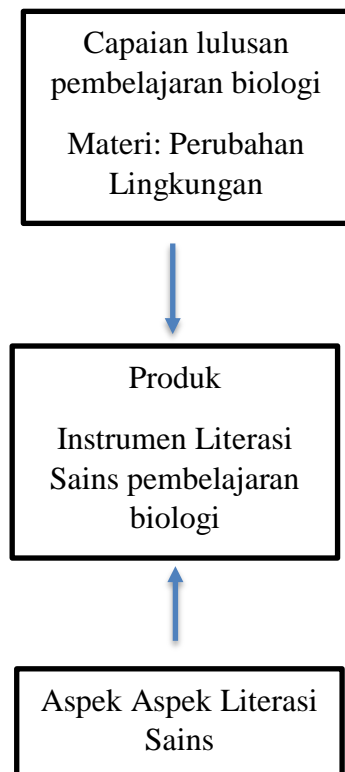 Capaian lulusan
pembelajaran biologi
Materi: Perubahan
Lingkungan
Produk
Instrumen Literasi
Sains pembelajaran
biologi
Aspek Aspek Literasi
Sains